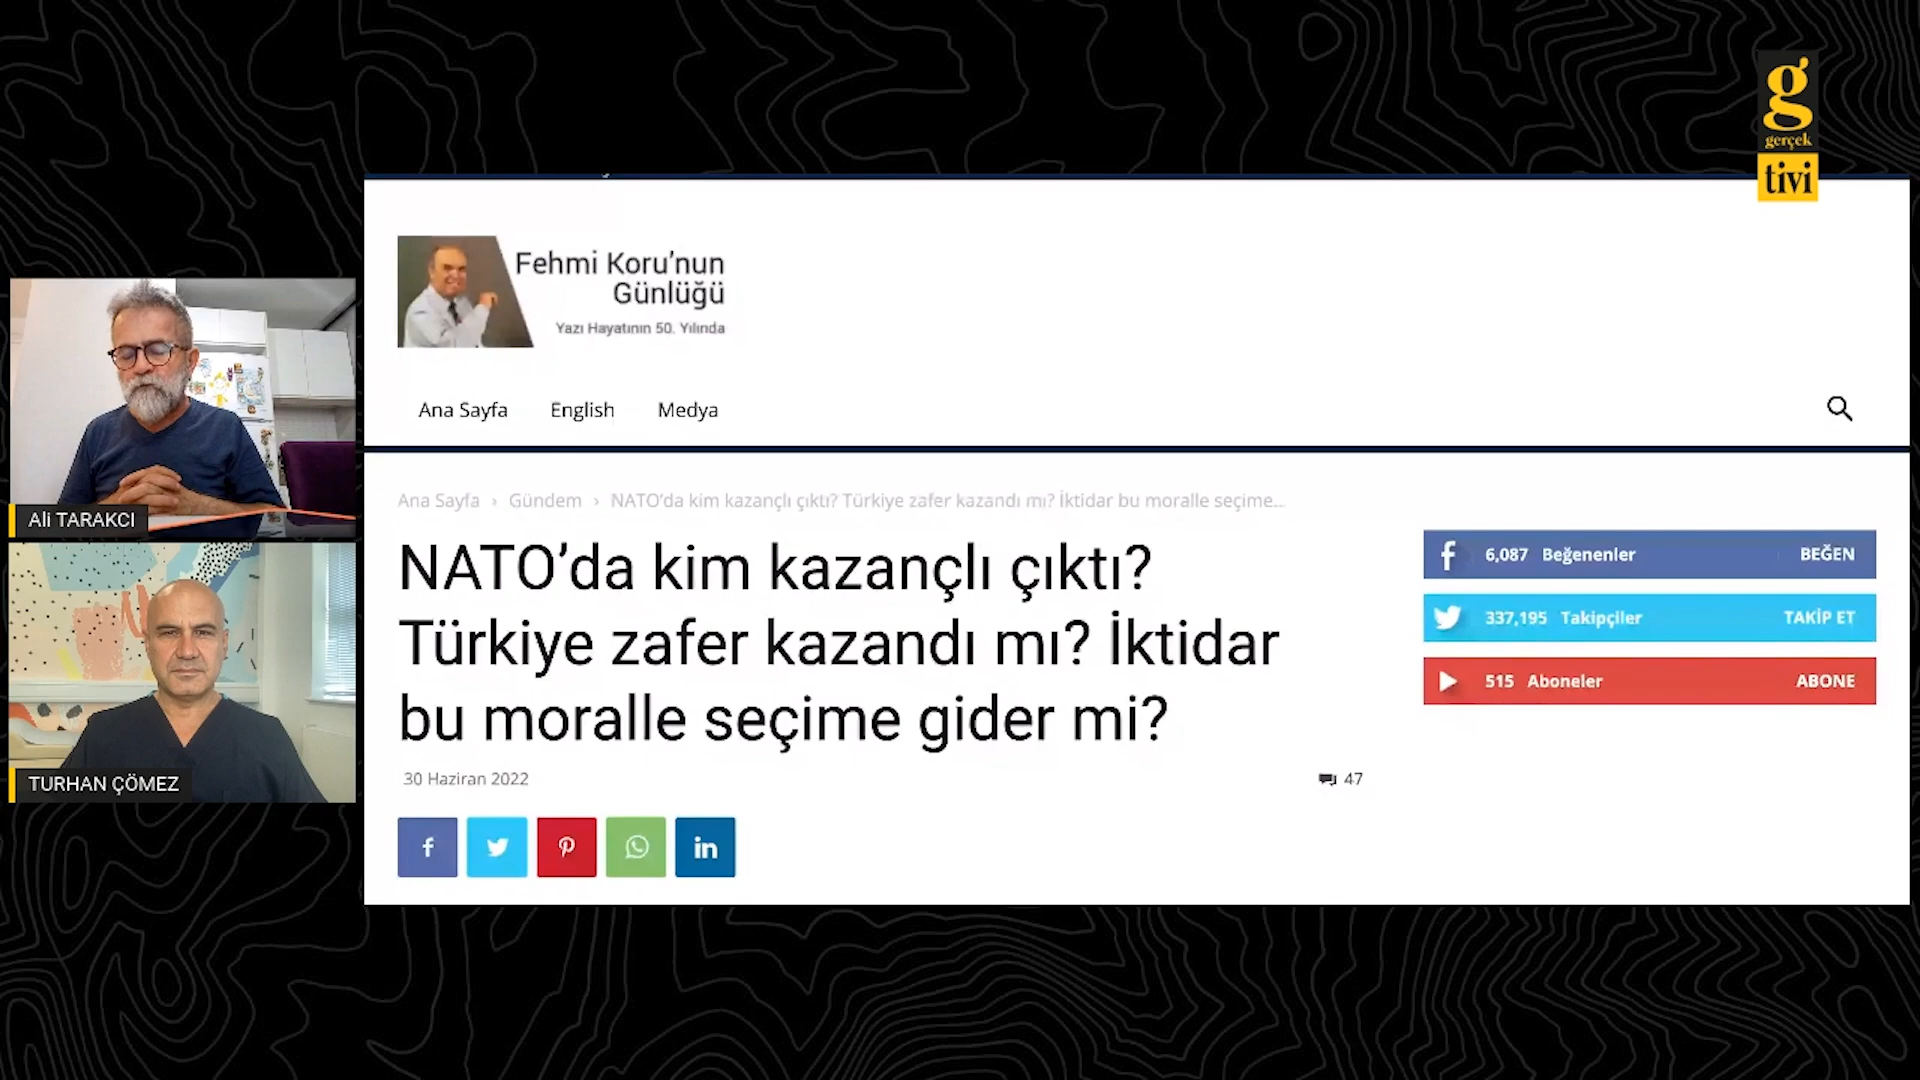 g
gerçek
tivi
Fehmi Koru’nun
Günlüğü
Yazı Hayatının 50. Yılında
Ana Sayfa English Medya
Ana Sayfa › Gündem › NATO’da kim kazançlı çıktı? Türkiye zafer kazandı mı? İktidar bu moralle seçime...
NATO’da kim kazançlı çıktı?
Türkiye zafer kazandı mı? İktidar
bu moralle seçime gider mi?
30 Haziran 2022
47
6,087 Beğenenler BEĞEN
337,195 Takipçiler TAKİP ET
515 Aboneler ABONE
Ali TARAKCI
TURHAN ÇÖMEZ